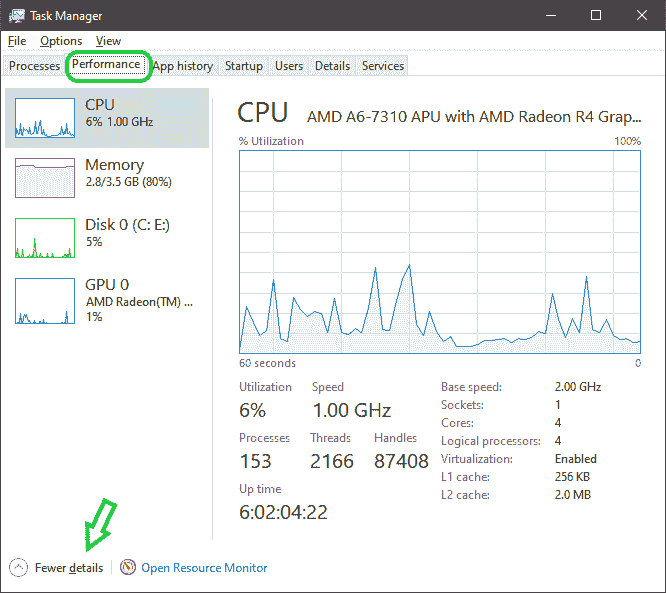 Task Manager
File Options View
Processes Performance App history Startup Users Details Services
CPU
6% 1.00 GHz
Memory
2.8/3.5 GB (80%)
Disk 0 (C: E:)
5%
GPU 0
AMD Radeon(TM) ...
1%
CPU AMD A6-7310 APU with AMD Radeon R4 Grap...
% Utilization 100%
60 seconds 0
Utilization Speed
6% 1.00 GHz
Processes Threads Handles
153 2166 87408
Up time
6:02:04:22
Base speed: 2.00 GHz
Sockets: 1
Cores: 4
Logical processors: 4
Virtualization: Enabled
L1 cache: 256 KB
L2 cache: 2.0 MB
Fewer details Open Resource Monitor